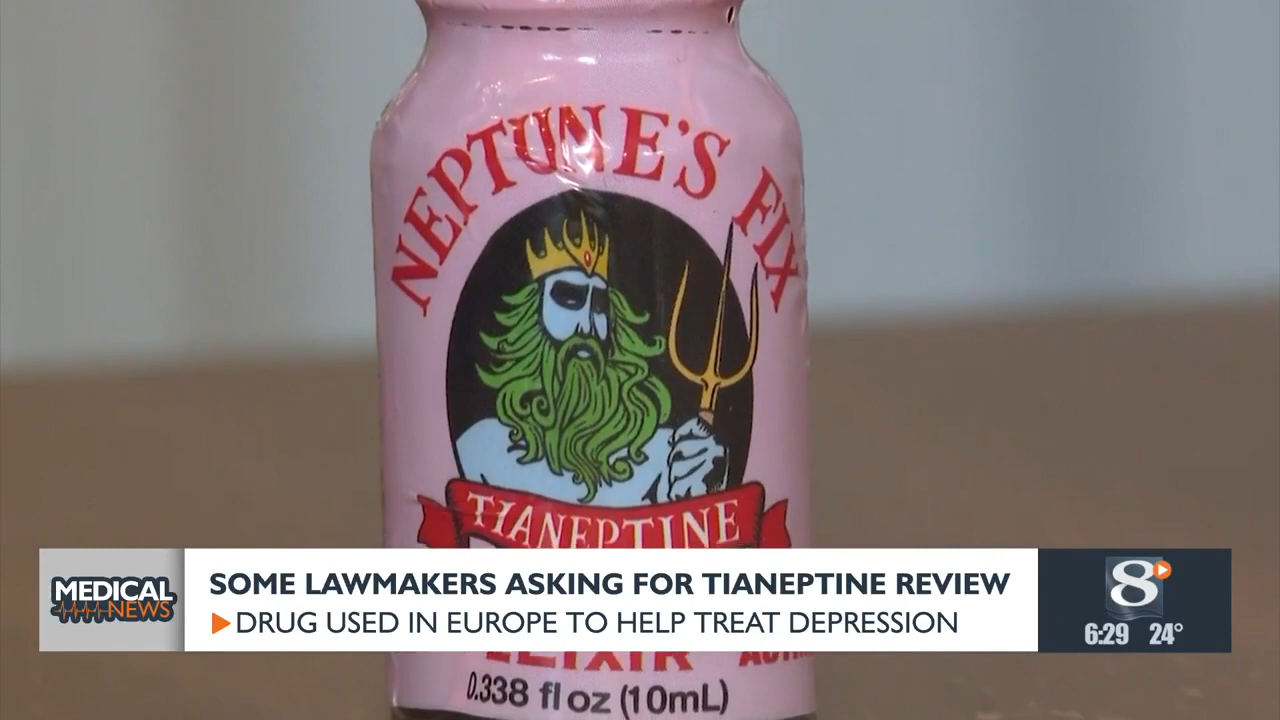 NEPTUNE'S FIX
TIANEPTINE
MEDICAL
NEWS
SOME LAWMAKERS ASKING FOR TIANEPTINE REVIEW
DRUG USED IN EUROPE TO HELP TREAT DEPRESSION
8
6:29 24°
ELIXIR
0.338 fl oz (10mL)